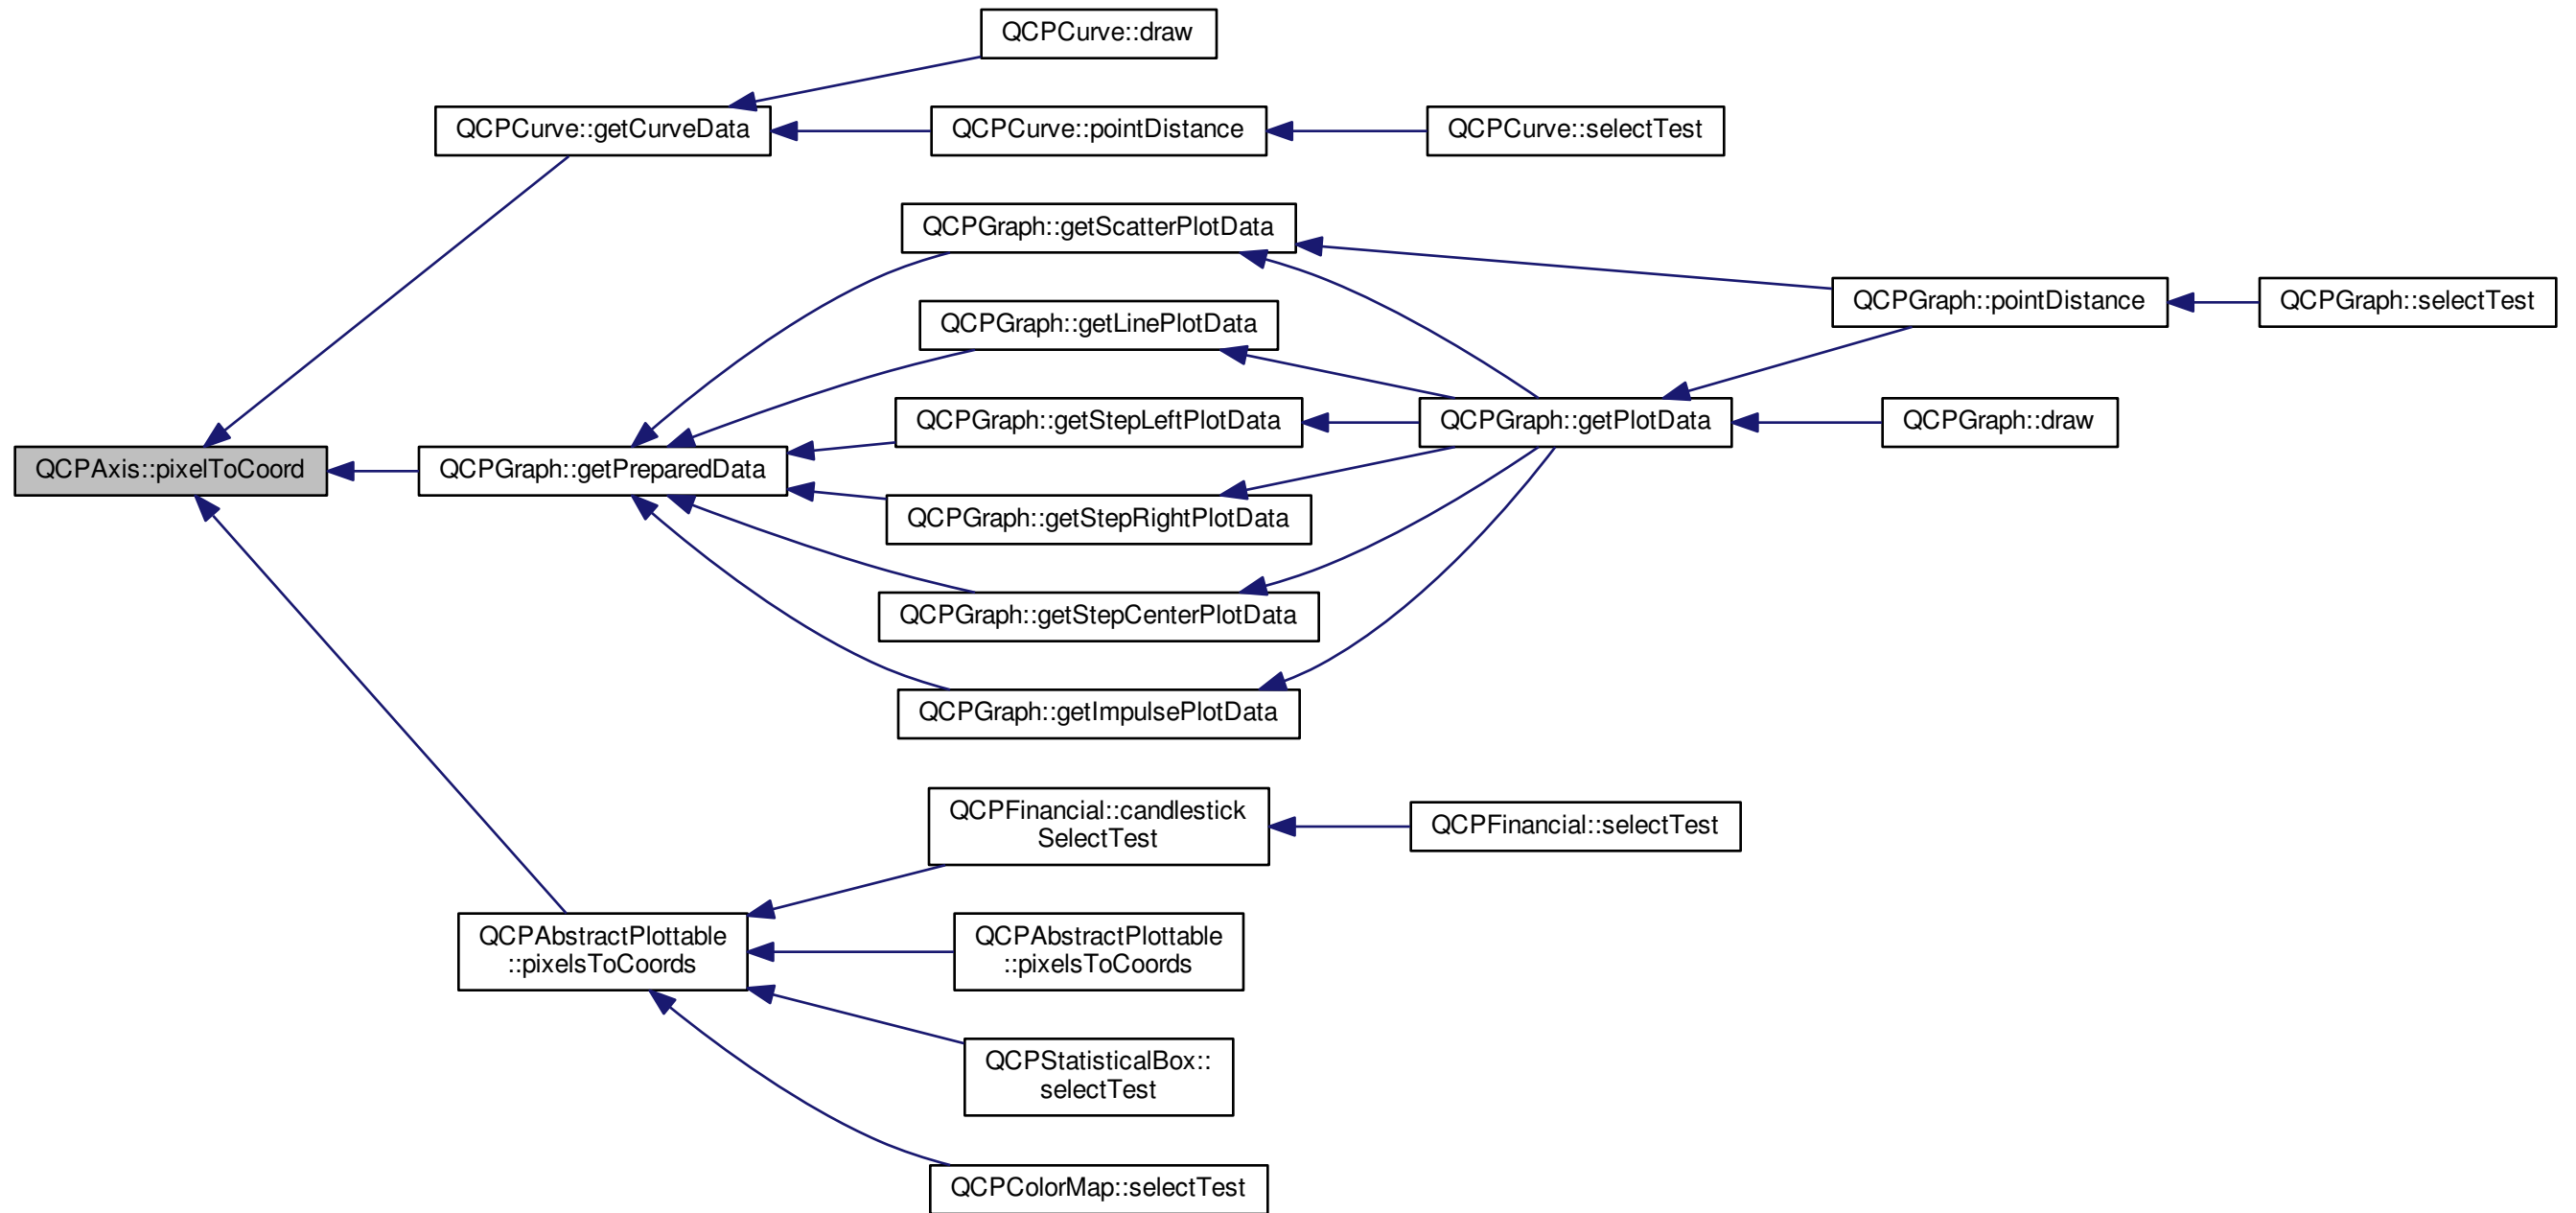 QCPCurve::draw
QCPCurve::getCurveData
QCPCurve::pointDistance
QCPCurve::selectTest
QCPGraph::getScatterPlotData
QCPGraph::pointDistance
QCPGraph::selectTest
QCPGraph::getLinePlotData
QCPGraph::getStepLeftPlotData
QCPGraph::getPlotData
QCPGraph::draw
QCPAxis::pixelToCoord
QCPGraph::getPreparedData
QCPGraph::getStepRightPlotData
QCPGraph::getStepCenterPlotData
QCPGraph::getImpulsePlotData
QCPFinancial::candlestick
SelectTest
QCPFinancial::selectTest
QCPAbstractPlottable
::pixelsToCoords
QCPAbstractPlottable
::pixelsToCoords
QCPStatisticalBox::
selectTest
QCPColorMap::selectTest